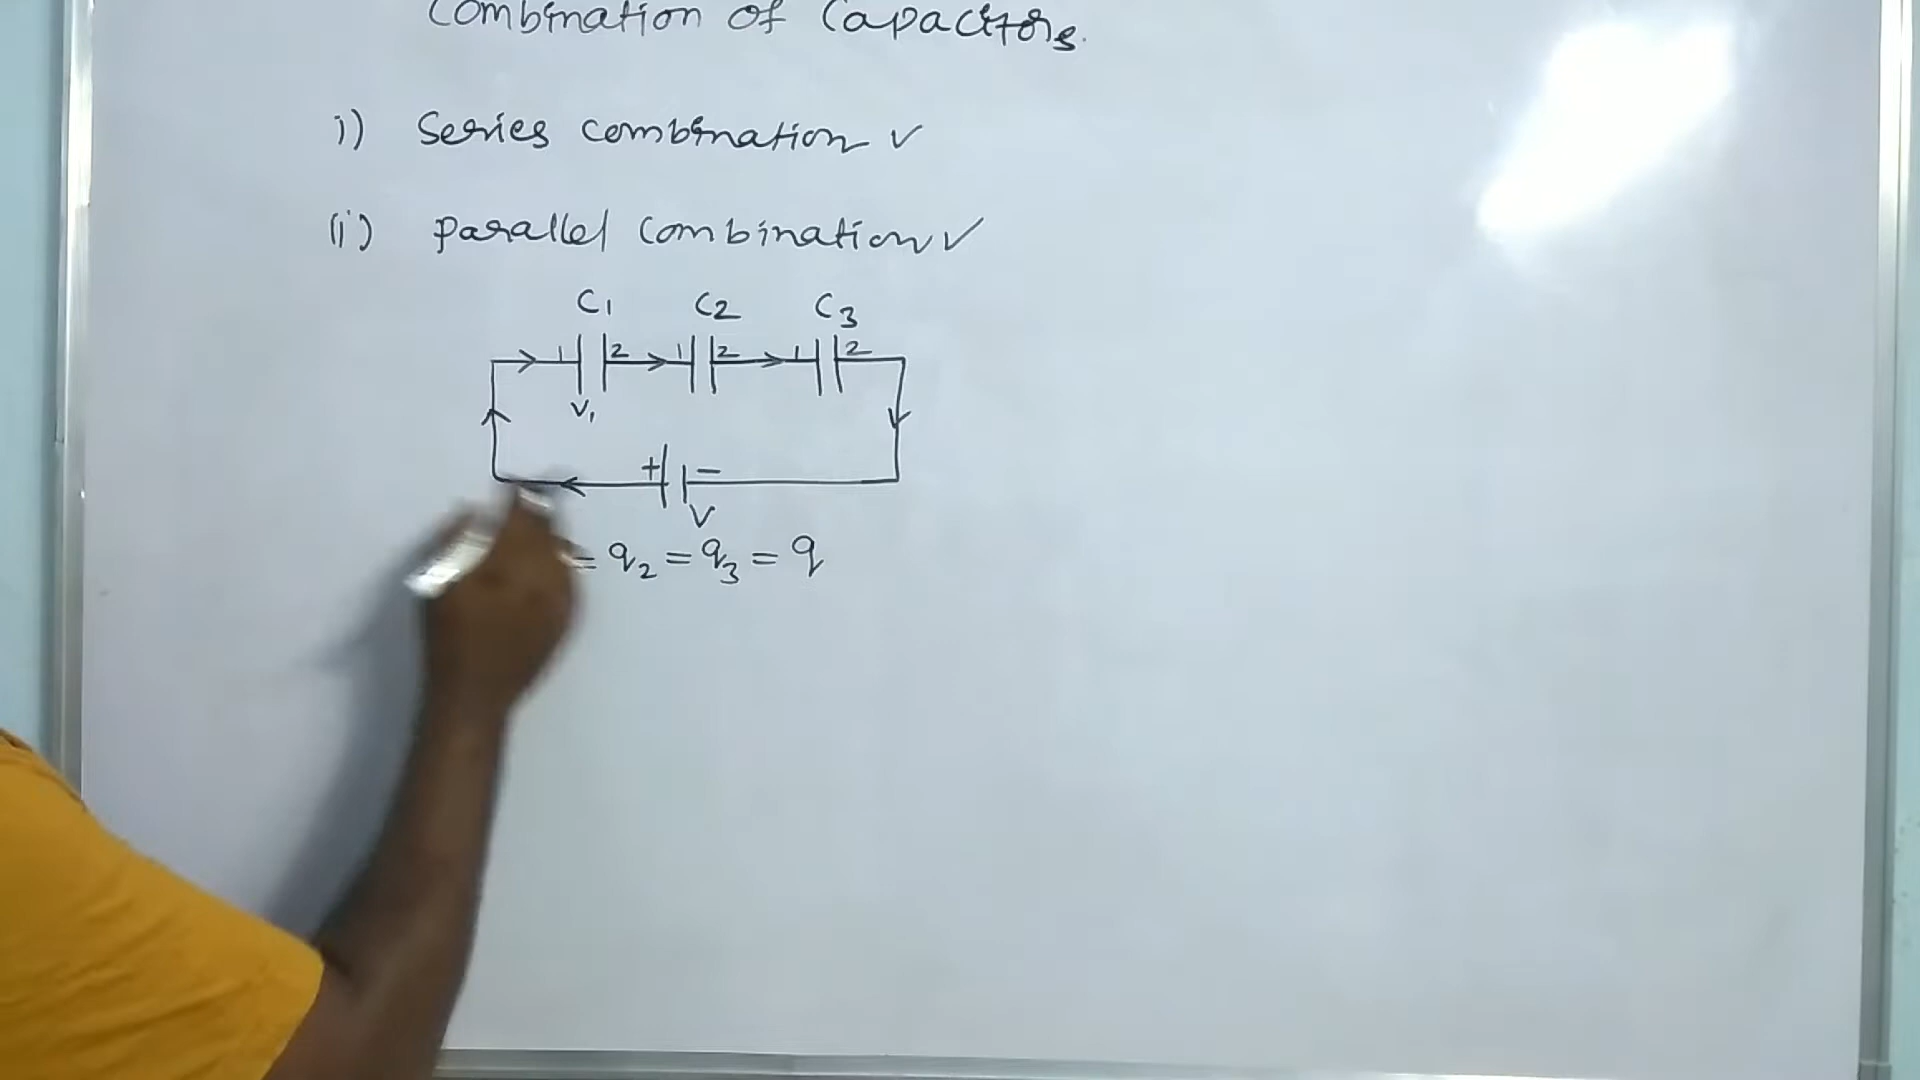 Combination of Capacitors.
i) Series combination ✓
(ii) parallel combination ✓
C1 C2 C3
1 2 1 2 1 2
V1
+ −
V
= q2 = q3 = q